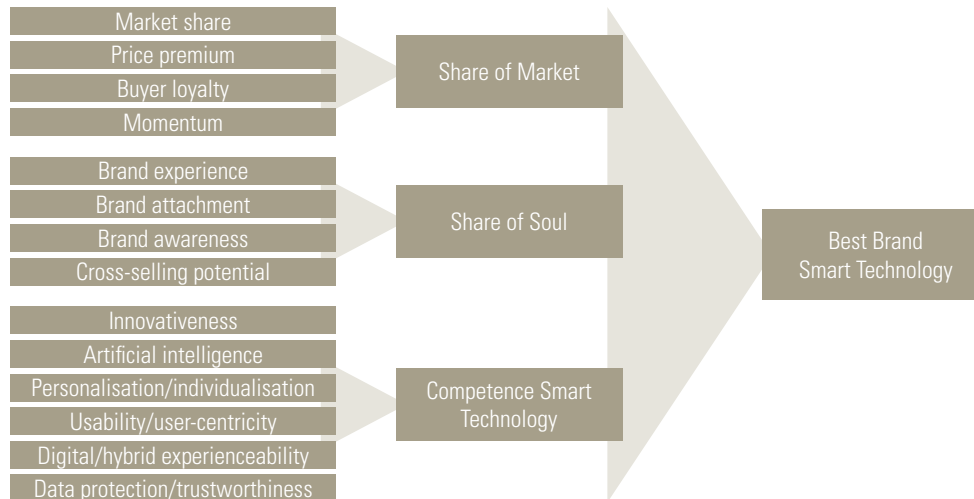 Market share
Price premium
Buyer loyalty
Momentum
Share of Market
Brand experience
Brand attachment
Brand awareness
Cross-selling potential
Share of Soul
Innovativeness
Artificial intelligence
Personalisation/individualisation
Usability/user-centricity
Digital/hybrid experienceability
Data protection/trustworthiness
Competence Smart
Technology
Best Brand
Smart Technology